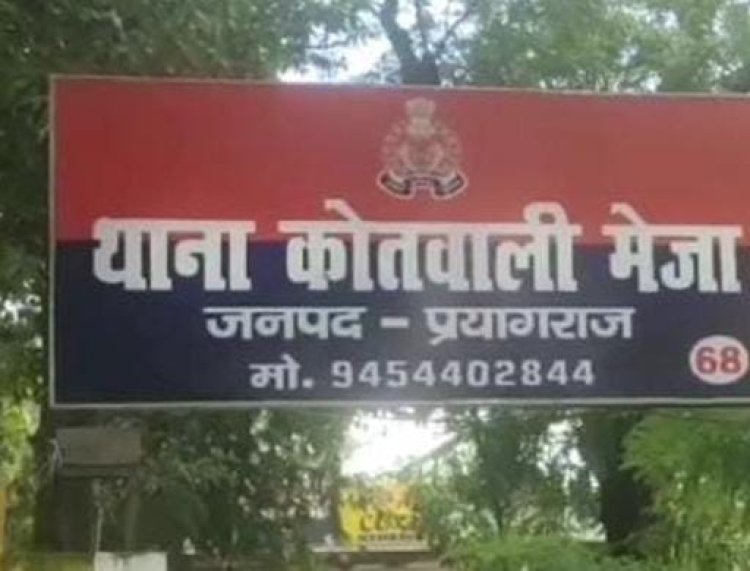 थाना कोतवाली मेजा
जनपद - प्रयागराज
मो. 9454402844
68